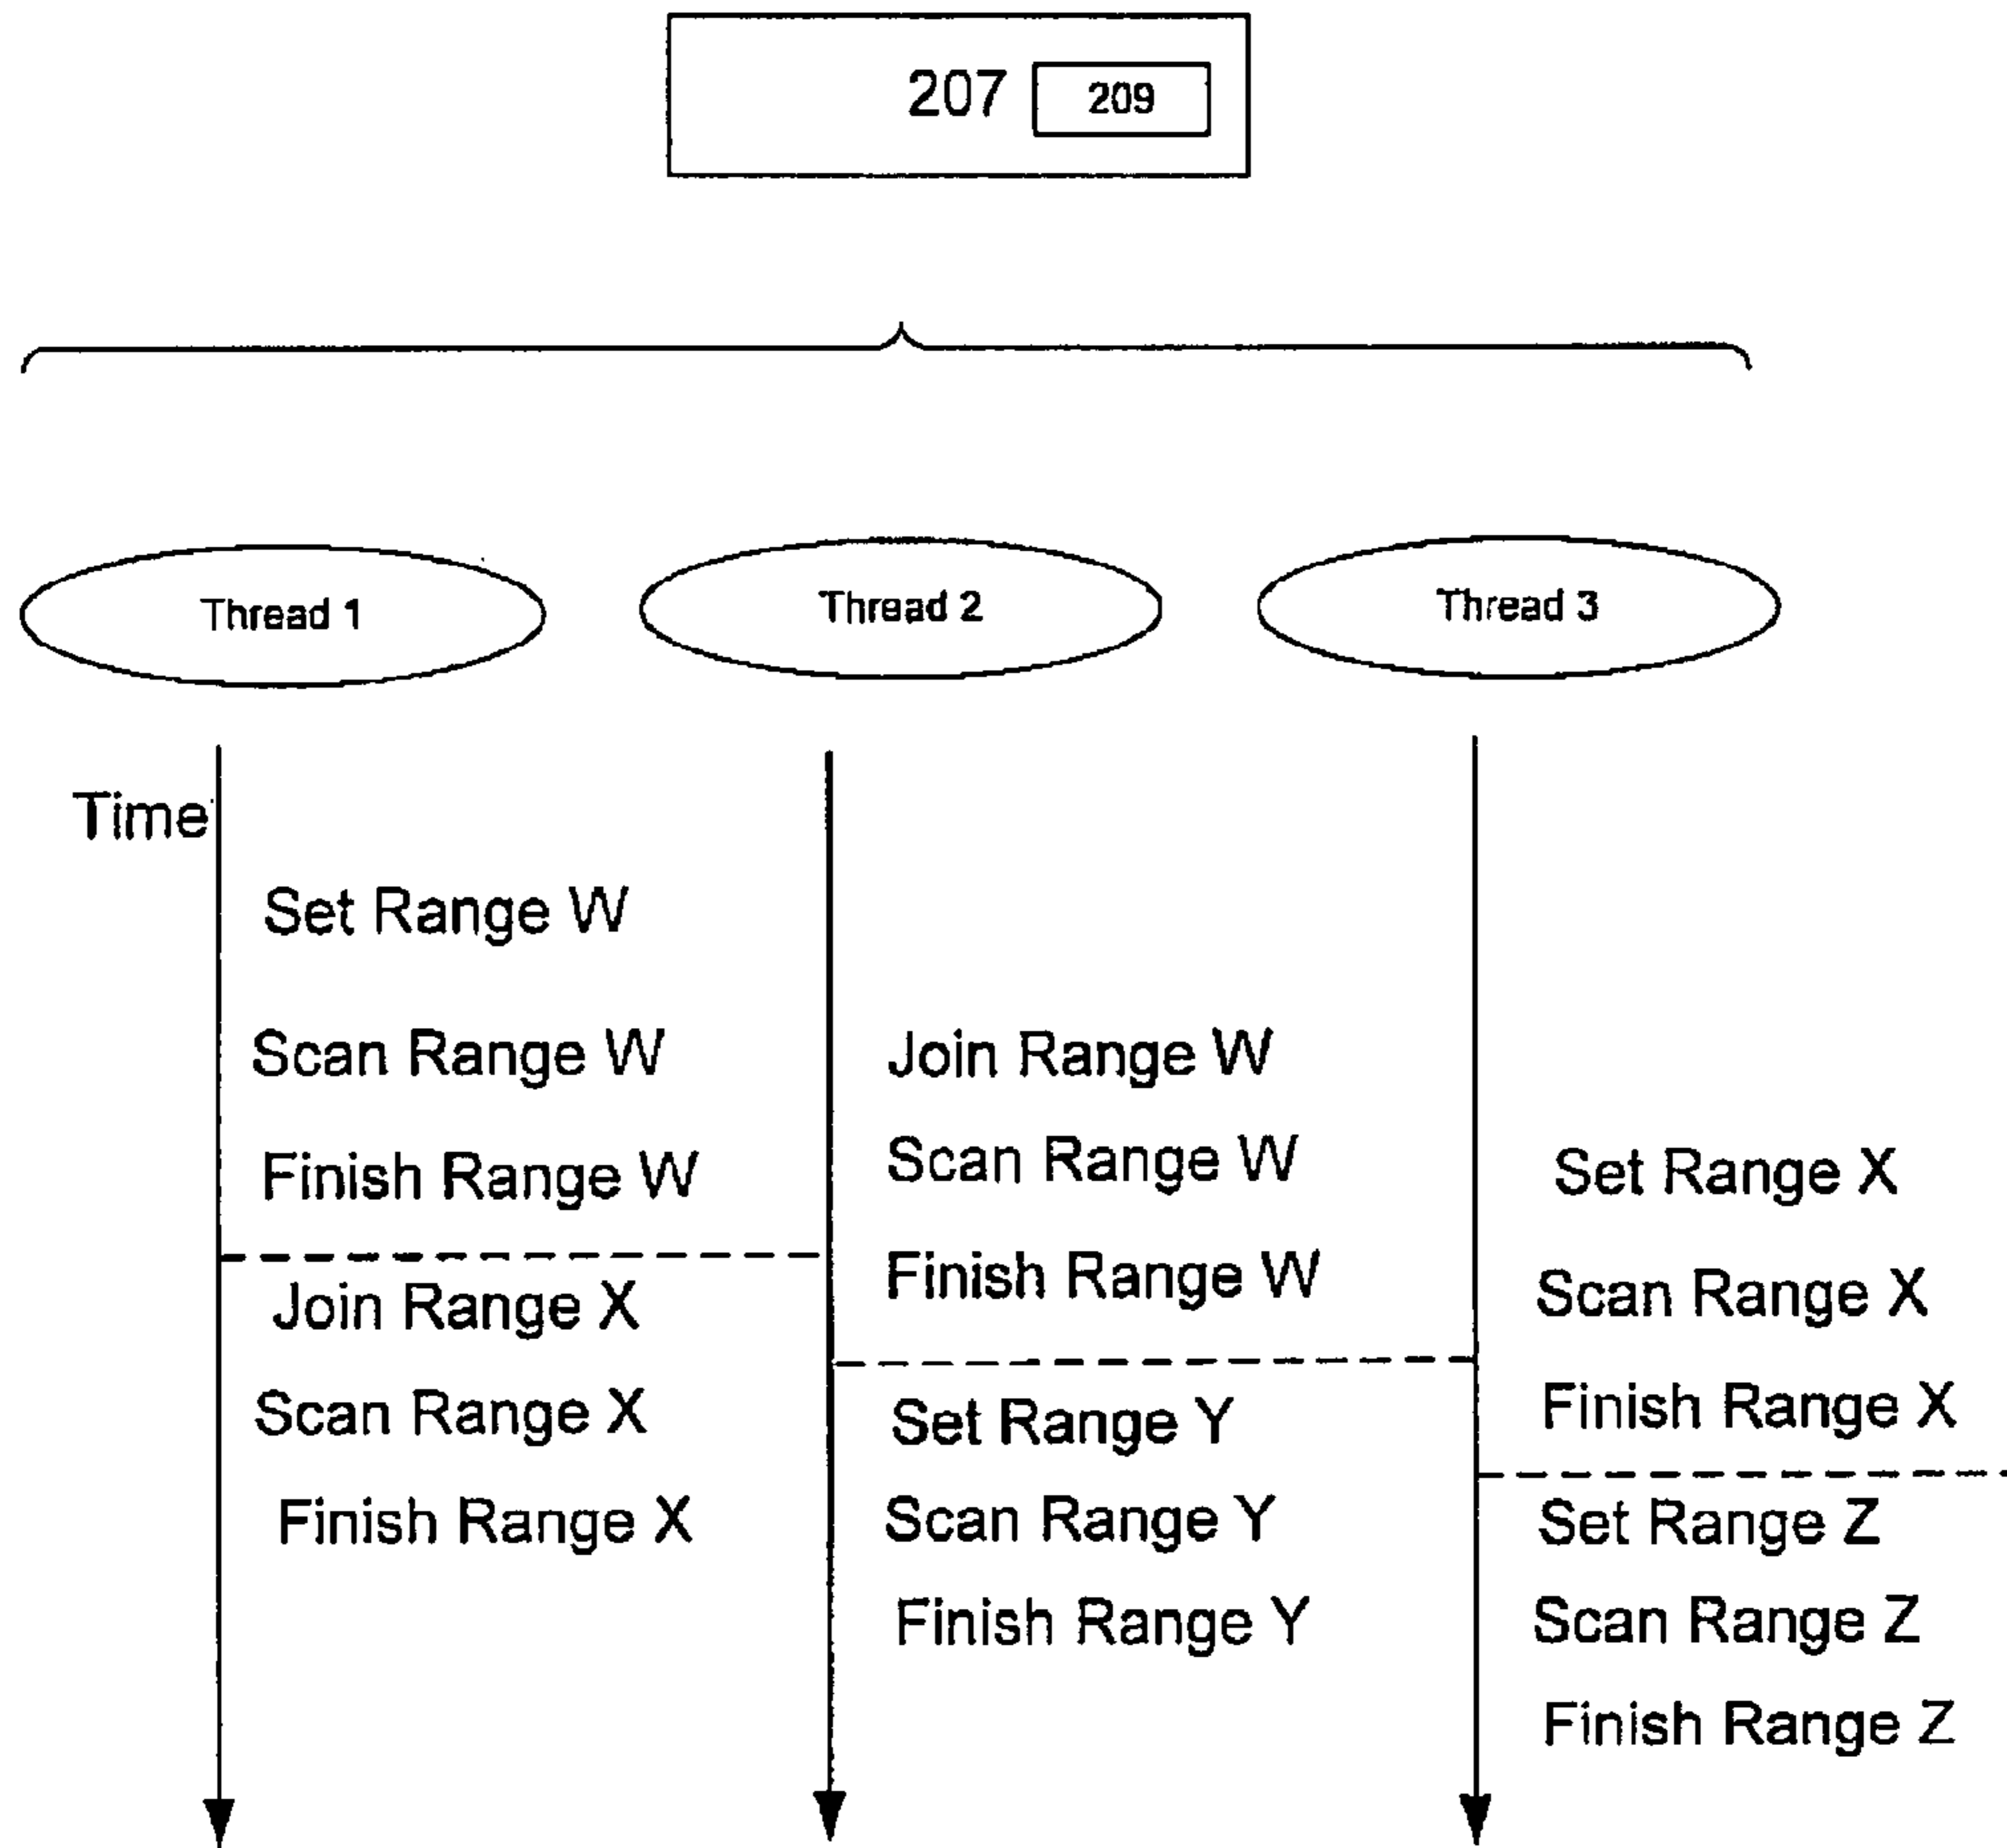 207 209
Thread 1
Thread 2
Thread 3
Time
Set Range W
Scan Range W
Finish Range W
Join Range X
Scan Range X
Finish Range X
Join Range W
Scan Range W
Finish Range W
Set Range Y
Scan Range Y
Finish Range Y
Set Range X
Scan Range X
Finish Range X
Set Range Z
Scan Range Z
Finish Range Z